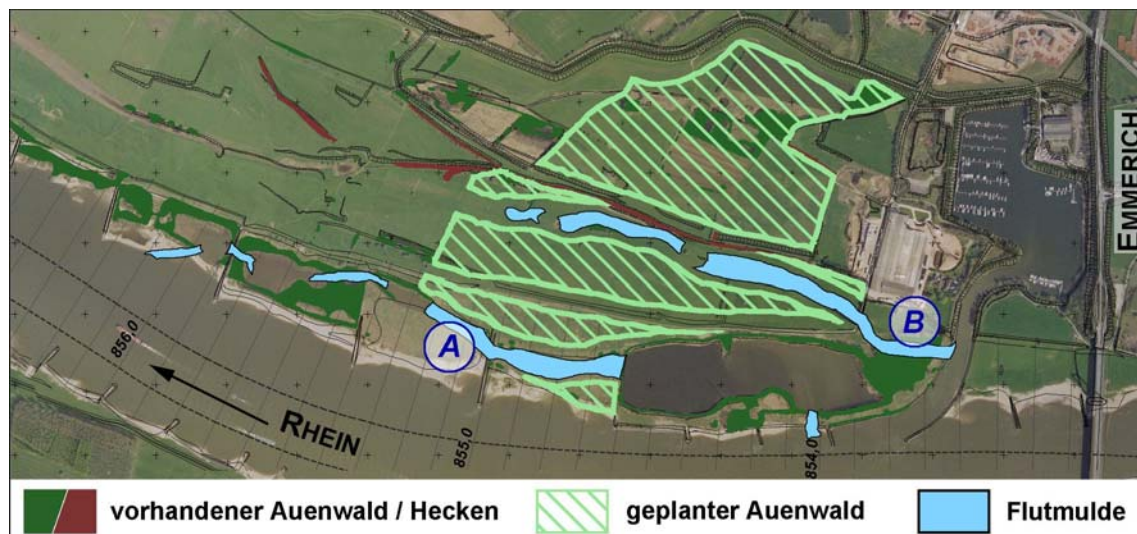 EMMERICH
A
B
856,0
RHEIN
855,0
854,0
vorhandener Auenwald / Hecken
geplanter Auenwald
Flutmulde